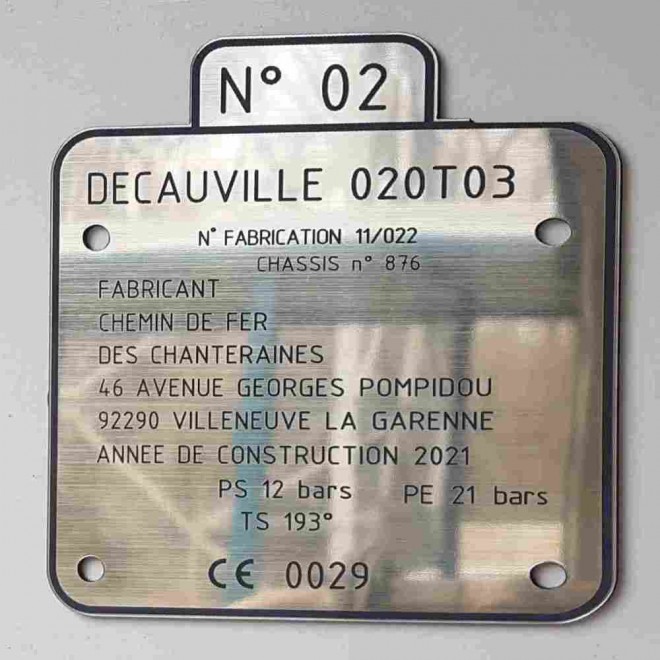 N° 02
DECAUVILLE 020T03
N° FABRICATION 11/022
CHASSIS n° 876
FABRICANT
CHEMIN DE FER
DES CHANTERAINES
46 AVENUE GEORGES POMPIDOU
92290 VILLENEUVE LA GARENNE
ANNEE DE CONSTRUCTION 2021
PS 12 bars PE 21 bars
TS 193°
CE 0029